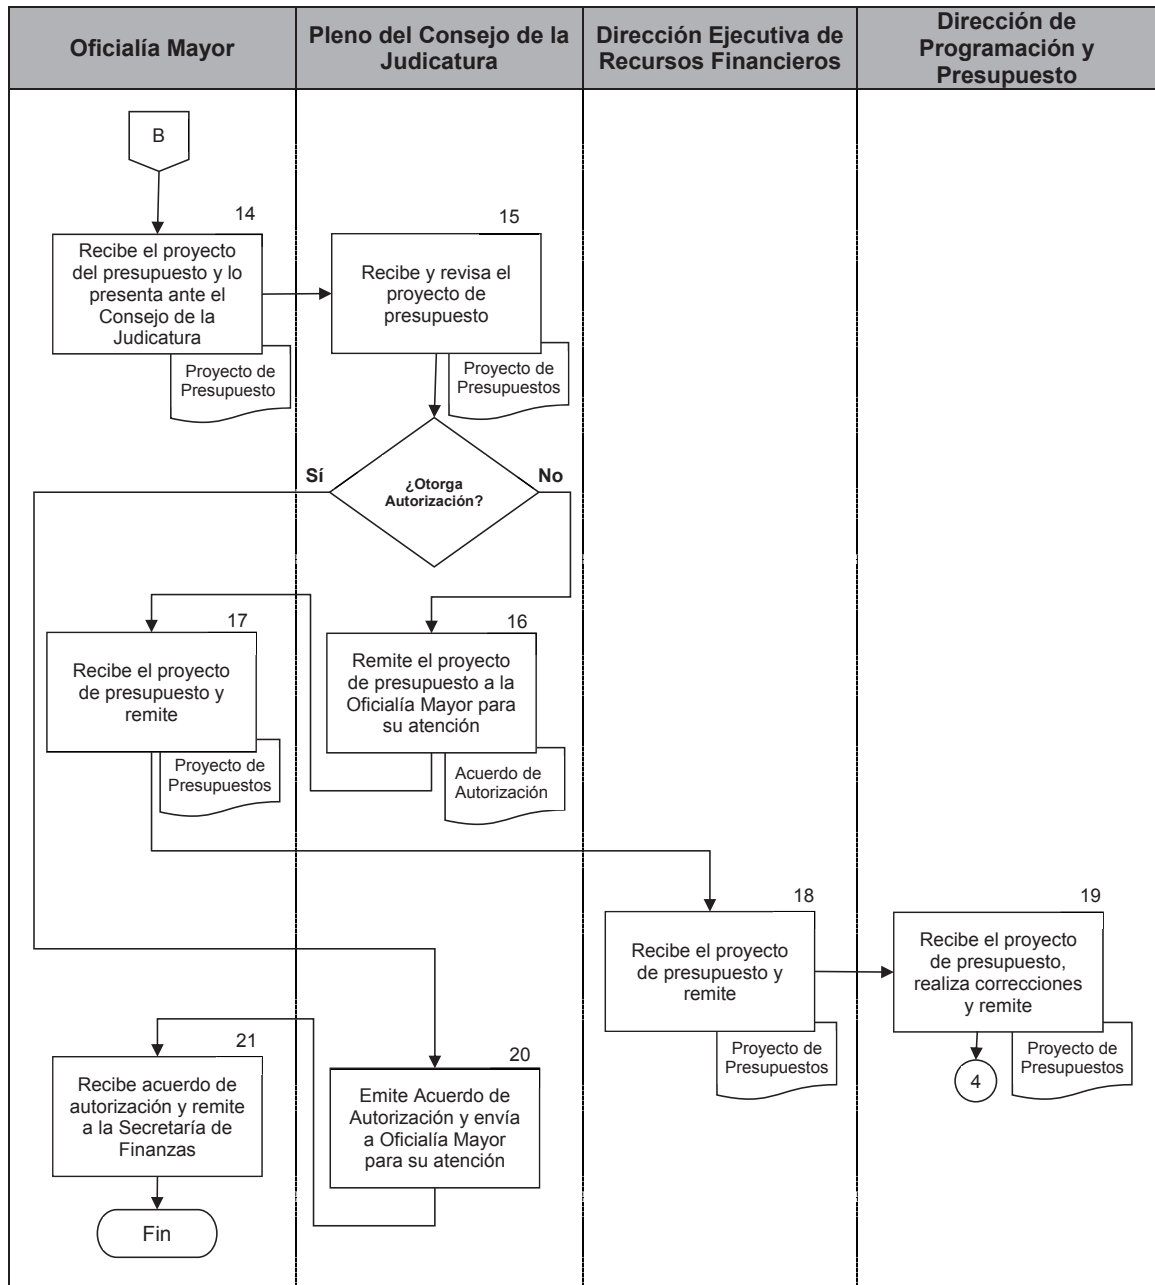 Oficialía Mayor
Pleno del Consejo de la
Judicatura
Dirección Ejecutiva de
Recursos Financieros
Dirección de
Programación y
Presupuesto
B
14
Recibe el proyecto
del presupuesto y lo
presenta ante el
Consejo de la
Judicatura
Proyecto de
Presupuesto
15
Recibe y revisa el
proyecto de
presupuesto
Proyecto de
Presupuestos
Sí
¿Otorga
Autorización?
No
17
Recibe el proyecto
de presupuesto y
remite
Proyecto de
Presupuestos
16
Remite el proyecto
de presupuesto a la
Oficialía Mayor para
su atención
Acuerdo de
Autorización
18
Recibe el proyecto
de presupuesto y
remite
Proyecto de
Presupuestos
19
Recibe el proyecto
de presupuesto,
realiza correcciones
y remite
Proyecto de
Presupuestos
4
21
Recibe acuerdo de
autorización y remite
a la Secretaría de
Finanzas
20
Emite Acuerdo de
Autorización y envía
a Oficialía Mayor
para su atención
Fin